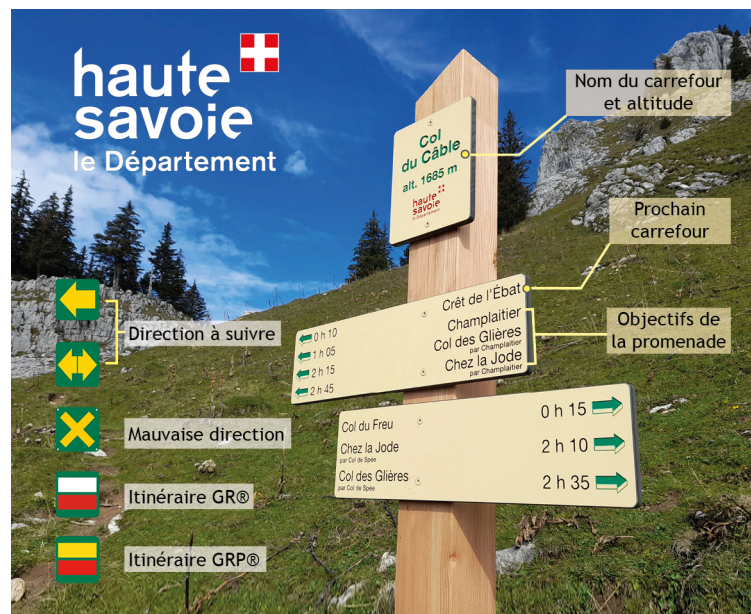 haute
savoie
le Département
Nom du carrefour
et altitude
Col
du Câble
alt. 1685 m
haute
savoie
le Département
Prochain
carrefour
Crêt de l'Ébat
0 h 10
Champlaitier
1 h 05
Col des Glières
par Champlaitier
2 h 15
Chez la Jode
par Champlaitier
2 h 45
Objectifs de
la promenade
Direction à suivre
Col du Freu
0 h 15
Chez la Jode
par Col de Spée
2 h 10
Col des Glières
par Col de Spée
2 h 35
Mauvaise direction
Itinéraire GR®
Itinéraire GRP®